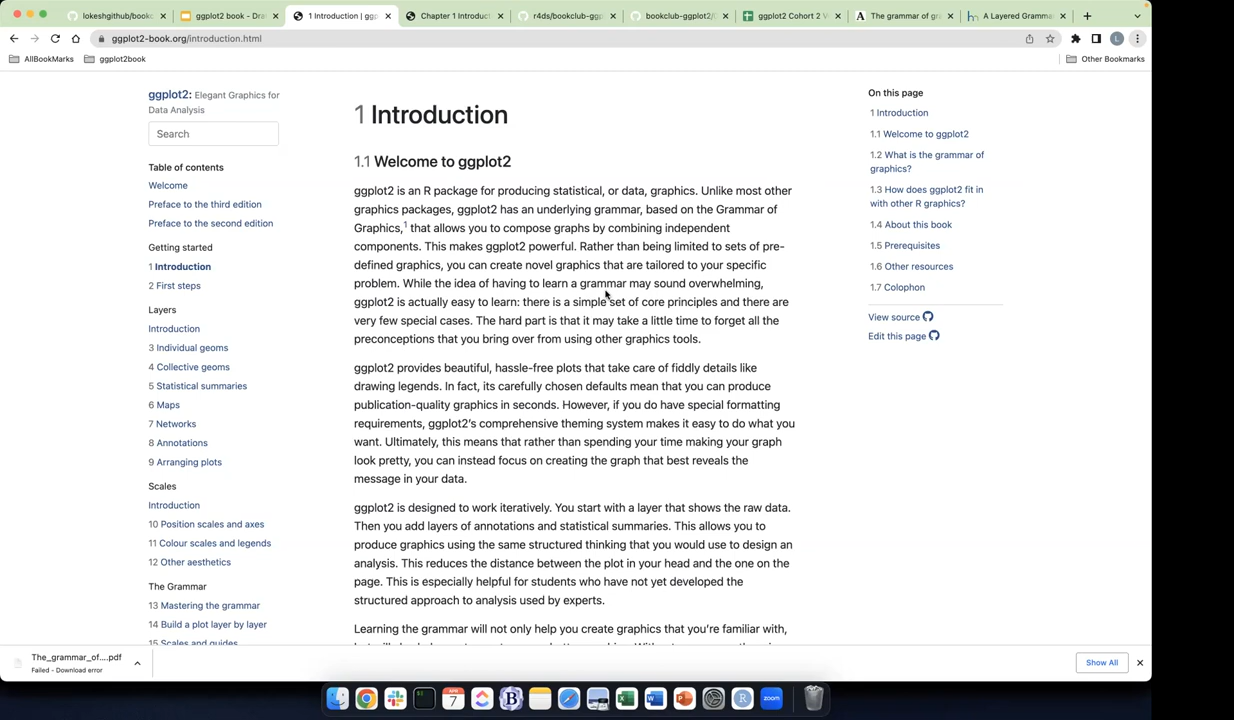 lokeshgithub/bookc
ggplot2 book - Dra
1 Introduction | ggp
Chapter 1 Introduct
r4ds/bookclub-ggp
bookclub-ggplot2/
ggplot2 Cohort 2 V
The grammar of gr
A Layered Gramma
ggplot2-book.org/introduction.html
L
AllBookMarks
ggplot2book
Other Bookmarks
ggplot2: Elegant Graphics for
Data Analysis
Search
Table of contents
Welcome
Preface to the third edition
Preface to the second edition
Getting started
1 Introduction
2 First steps
Layers
Introduction
3 Individual geoms
4 Collective geoms
5 Statistical summaries
6 Maps
7 Networks
8 Annotations
9 Arranging plots
Scales
Introduction
10 Position scales and axes
11 Colour scales and legends
12 Other aesthetics
The Grammar
13 Mastering the grammar
14 Build a plot layer by layer
15 Scales and guides
1 Introduction
1.1 Welcome to ggplot2
ggplot2 is an R package for producing statistical, or data, graphics. Unlike most other
graphics packages, ggplot2 has an underlying grammar, based on the Grammar of
Graphics,1 that allows you to compose graphs by combining independent
components. This makes ggplot2 powerful. Rather than being limited to sets of pre-
defined graphics, you can create novel graphics that are tailored to your specific
problem. While the idea of having to learn a grammar may sound overwhelming,
ggplot2 is actually easy to learn: there is a simple set of core principles and there are
very few special cases. The hard part is that it may take a little time to forget all the
preconceptions that you bring over from using other graphics tools.
ggplot2 provides beautiful, hassle-free plots that take care of fiddly details like
drawing legends. In fact, its carefully chosen defaults mean that you can produce
publication-quality graphics in seconds. However, if you do have special formatting
requirements, ggplot2's comprehensive theming system makes it easy to do what you
want. Ultimately, this means that rather than spending your time making your graph
look pretty, you can instead focus on creating the graph that best reveals the
message in your data.
ggplot2 is designed to work iteratively. You start with a layer that shows the raw data.
Then you add layers of annotations and statistical summaries. This allows you to
produce graphics using the same structured thinking that you would use to design an
analysis. This reduces the distance between the plot in your head and the one on the
page. This is especially helpful for students who have not yet developed the
structured approach to analysis used by experts.
Learning the grammar will not only help you create graphics that you're familiar with,
On this page
1 Introduction
1.1 Welcome to ggplot2
1.2 What is the grammar of
graphics?
1.3 How does ggplot2 fit in
with other R graphics?
1.4 About this book
1.5 Prerequisites
1.6 Other resources
1.7 Colophon
View source
Edit this page
The_grammar_of....pdf
Failed - Download error
Show All
APR
7
B
R
zoom